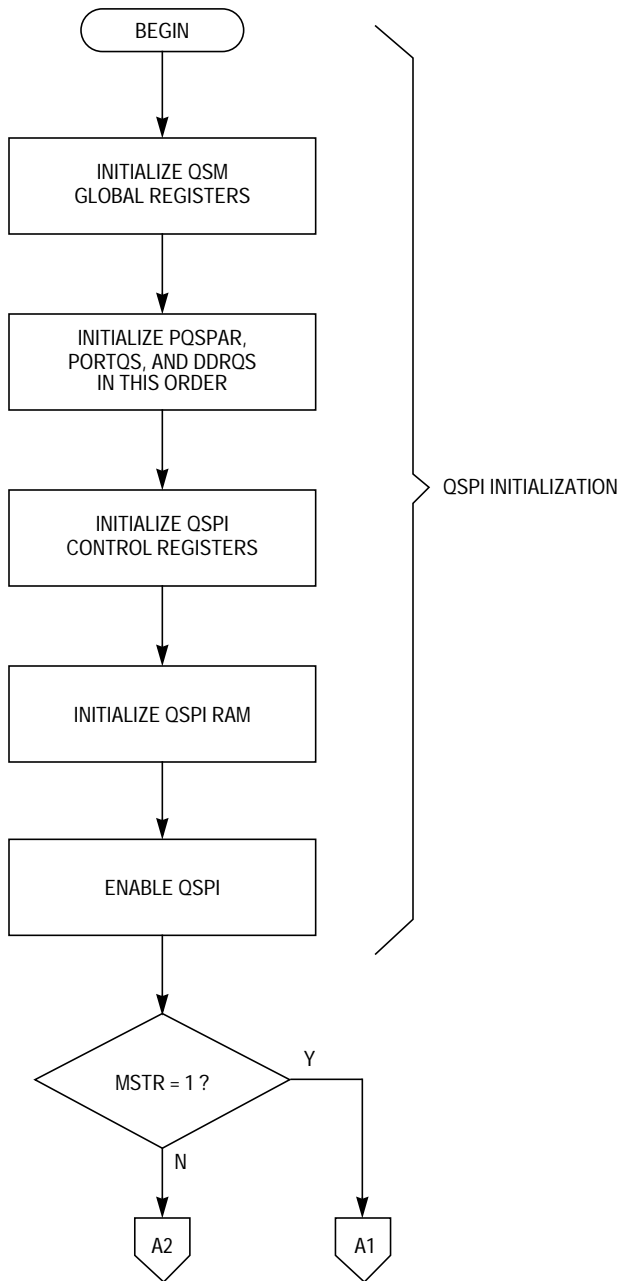 BEGIN
INITIALIZE QSM
GLOBAL REGISTERS
INITIALIZE PQSPAR,
PORTQS, AND DDRQS
IN THIS ORDER
INITIALIZE QSPI
CONTROL REGISTERS
QSPI INITIALIZATION
INITIALIZE QSPI RAM
ENABLE QSPI
MSTR = 1 ?
Y
N
A2
A1